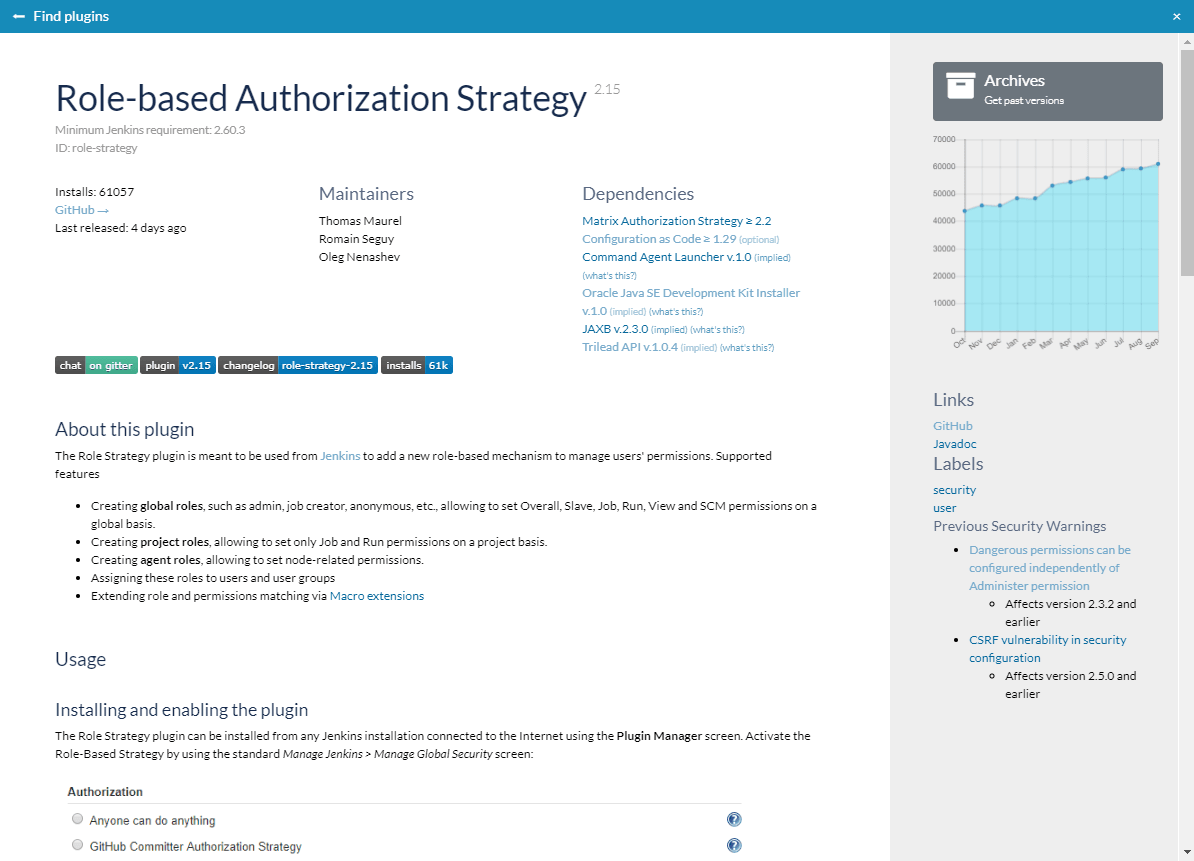 Find plugins
×
Role-based Authorization Strategy 2.15
Minimum Jenkins requirement: 2.60.3
ID: role-strategy
Installs: 61057
GitHub →
Last released: 4 days ago
Maintainers
Thomas Maurel
Romain Seguy
Oleg Nenashev
Dependencies
Matrix Authorization Strategy ≥ 2.2
Configuration as Code ≥ 1.29 (optional)
Command Agent Launcher v.1.0 (implied)
(what's this?)
Oracle Java SE Development Kit Installer
v.1.0 (implied) (what's this?)
JAXB v.2.3.0 (implied) (what's this?)
Trilead API v.1.0.4 (implied) (what's this?)
chat on gitter plugin v2.15 changelog role-strategy-2.15 installs 61k
About this plugin
The Role Strategy plugin is meant to be used from Jenkins to add a new role-based mechanism to manage users' permissions. Supported
features
• Creating global roles, such as admin, job creator, anonymous, etc., allowing to set Overall, Slave, Job, Run, View and SCM permissions on a
global basis.
• Creating project roles, allowing to set only Job and Run permissions on a project basis.
• Creating agent roles, allowing to set node-related permissions.
• Assigning these roles to users and user groups
• Extending role and permissions matching via Macro extensions
Usage
Installing and enabling the plugin
The Role Strategy plugin can be installed from any Jenkins installation connected to the Internet using the Plugin Manager screen. Activate the
Role-Based Strategy by using the standard Manage Jenkins > Manage Global Security screen:
Authorization
Anyone can do anything
GitHub Committer Authorization Strategy
Archives
Get past versions
70000
60000
50000
40000
30000
20000
10000
0
Oct Nov Dec Jan Feb Mar Apr May Jun Jul Aug Sep
Links
GitHub
Javadoc
Labels
security
user
Previous Security Warnings
• Dangerous permissions can be
configured independently of
Administer permission
Affects version 2.3.2 and
earlier
• CSRF vulnerability in security
configuration
Affects version 2.5.0 and
earlier